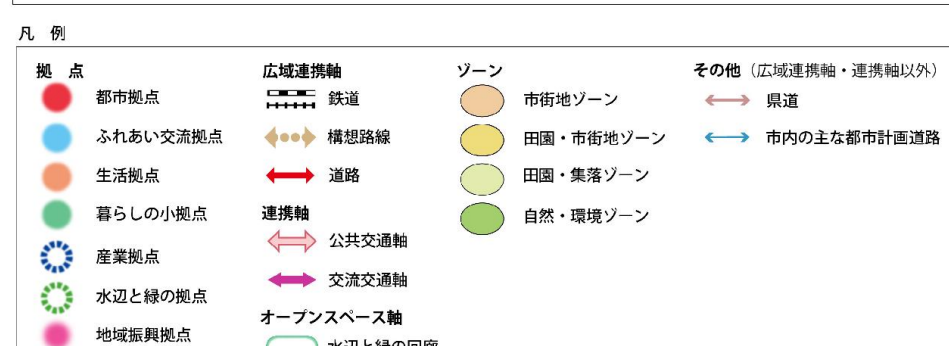 凡 例
拠 点
都市拠点
ふれあい交流拠点
生活拠点
暮らしの小拠点
産業拠点
水辺と緑の拠点
地域振興拠点
広域連携軸
鉄道
構想路線
道路
連携軸
公共交通軸
交流交通軸
オープンスペース軸
水辺と緑の回廊
ゾーン
市街地ゾーン
田園・市街地ゾーン
田園・集落ゾーン
自然・環境ゾーン
その他（広域連携軸・連携軸以外）
県道
市内の主な都市計画道路